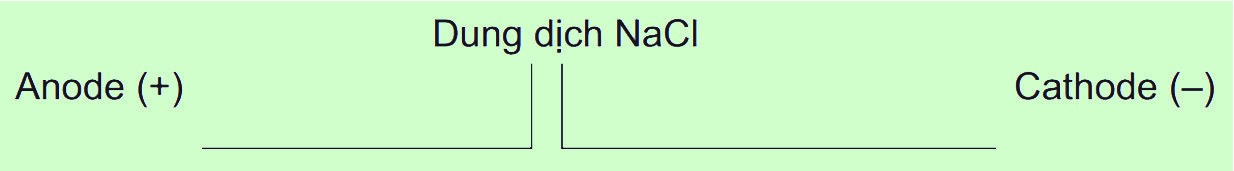 Dung dịch NaCl
Anode (+)
Cathode (–)